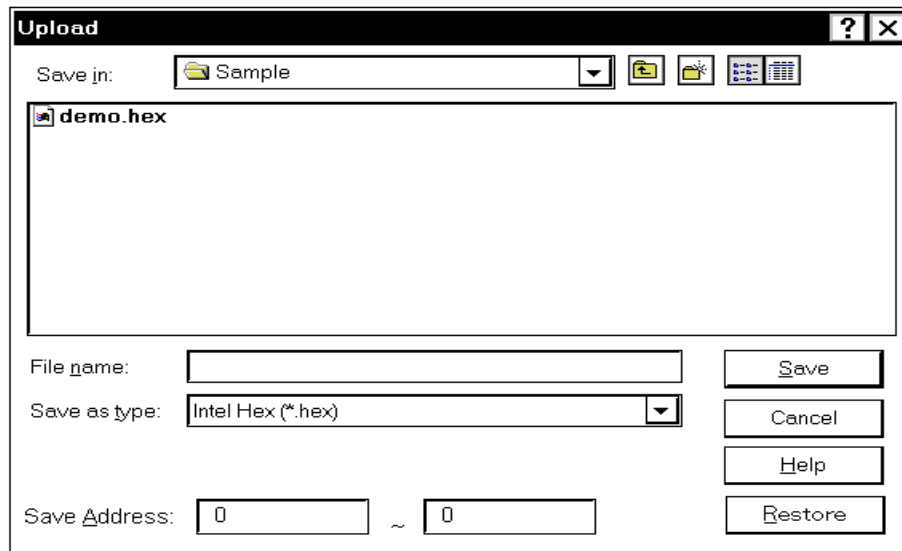 Upload
Save in: Sample
demo.hex
File name: Save
Save as type: Intel Hex (*.hex) Cancel
Help
Save Address: 0 ~ 0 Restore